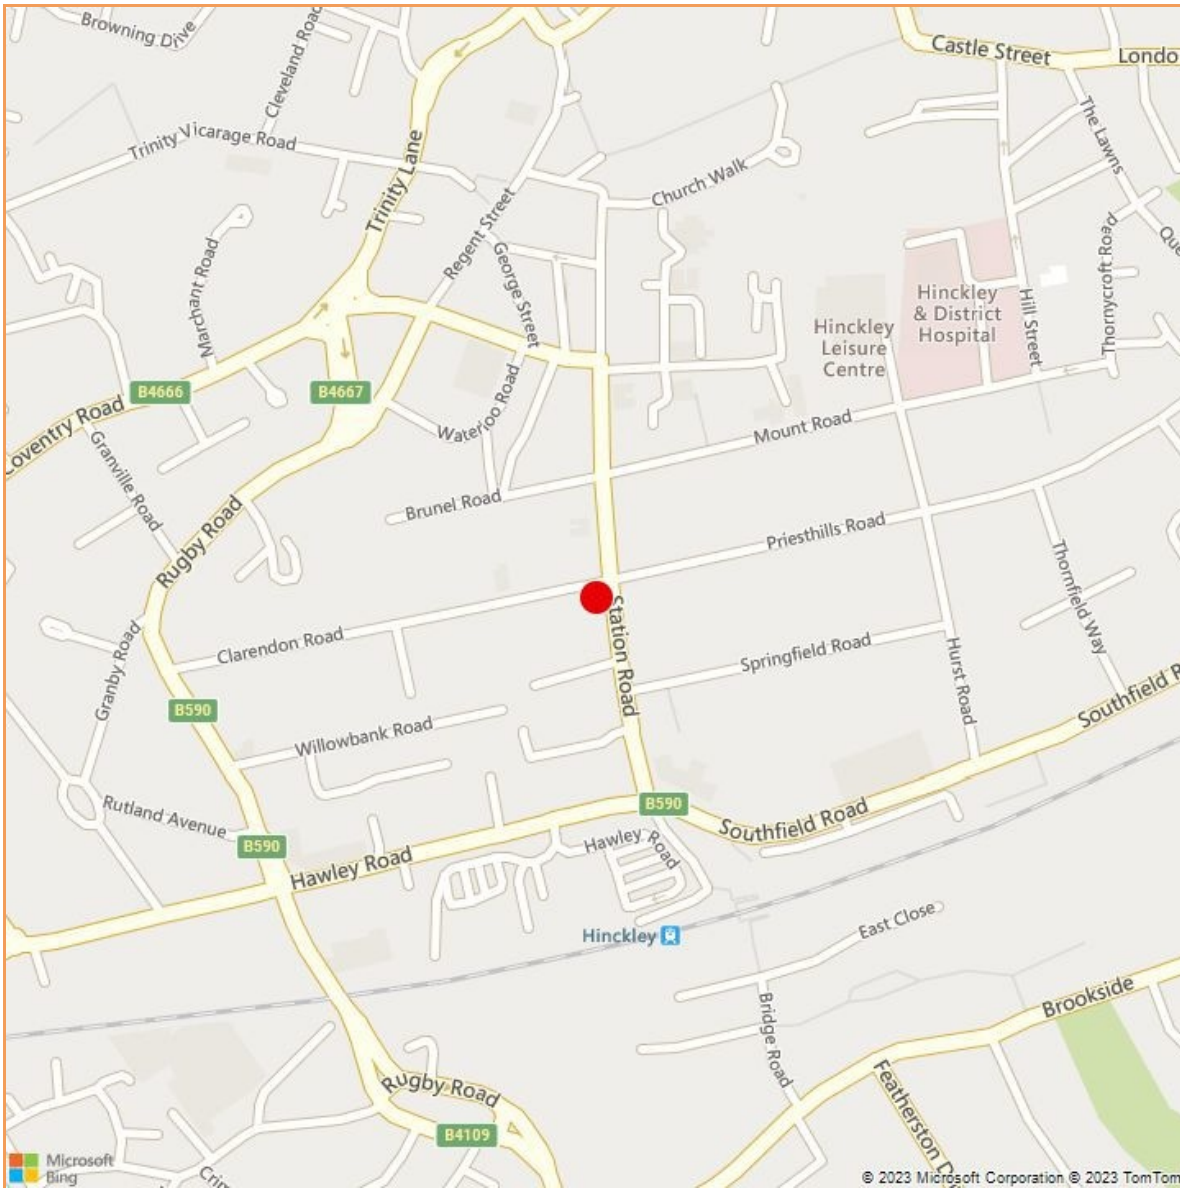 Browning Drive
Cleveland Road
Castle Street
Londo
Trinity Vicarage Road
Trinity Lane
The Lawns
Church Walk
Regent Street
George Street
Thornycroft Road
Que
Marchant Road
Hinckley
& District
Hospital
Hill Street
Hinckley
Leisure
Centre
B4666
B4667
Coventry Road
Granville Road
Waterloo Road
Mount Road
Brunel Road
Rugby Road
Priesthills Road
Thornfield Way
Station Road
Clarendon Road
Springfield Road
Hurst Road
Granby Road
B590
Southfield R
Willowbank Road
Rutland Avenue
B590
B590
Southfield Road
Hawley Road
Hawley Road
Hinckley
East Close
Bridge Road
Brookside
Rugby Road
Featherston D
B4109
Crim
Microsoft
Bing
© 2023 Microsoft Corporation © 2023 TomTom